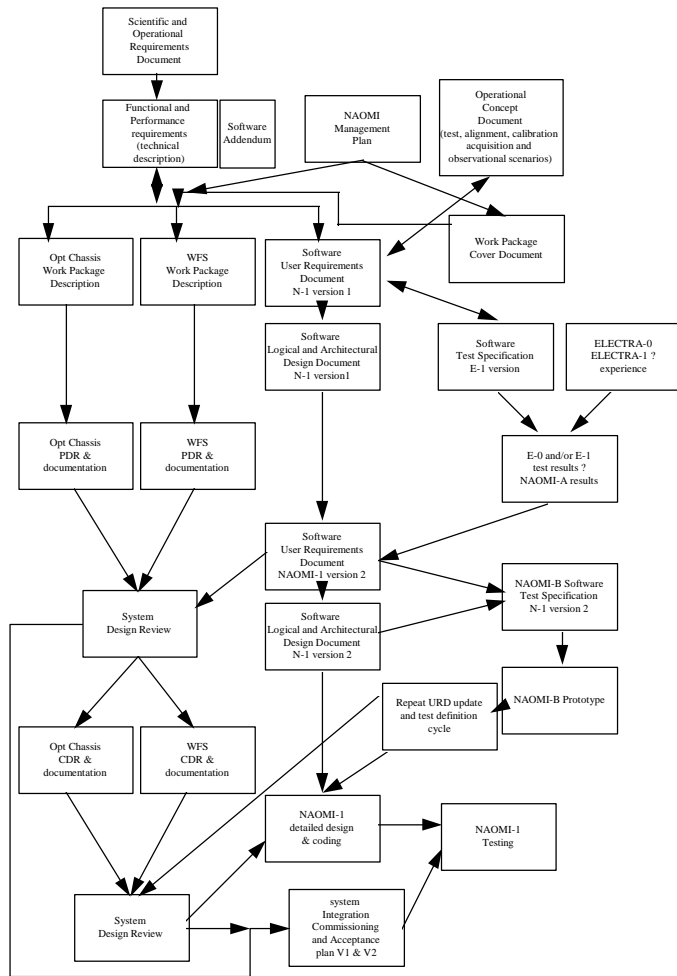 Scientific and
Operational
Requirements
Document
Functional and
Performance
requirements
(technical
description)
Software
Addendum
NAOMI
Management
Plan
Operational
Concept
Document
(test, alignment, calibration
acquisition and
observational scenarios)
Opt Chassis
Work Package
Description
WFS
Work Package
Description
Software
User Requirements
Document
N-1 version 1
Work Package
Cover Document
Software
Logical and Architectural
Design Document
N-1 version1
Software
Test Specification
E-1 version
ELECTRA-0
ELECTRA-1 ?
experience
Opt Chassis
PDR &
documentation
WFS
PDR &
documentation
E-0 and/or E-1
test results ?
NAOMI-A results
Software
User Requirements
Document
NAOMI-1 version 2
NAOMI-B Software
Test Specification
N-1 version 2
System
Design Review
Software
Logical and Architectural
Design Document
N-1 version 2
Repeat URD update
and test definition
cycle
NAOMI-B Prototype
Opt Chassis
CDR &
documentation
WFS
CDR &
documentation
NAOMI-1
detailed design
& coding
NAOMI-1
Testing
System
Design Review
system
Integration
Commissioning
and Acceptance
plan V1 & V2